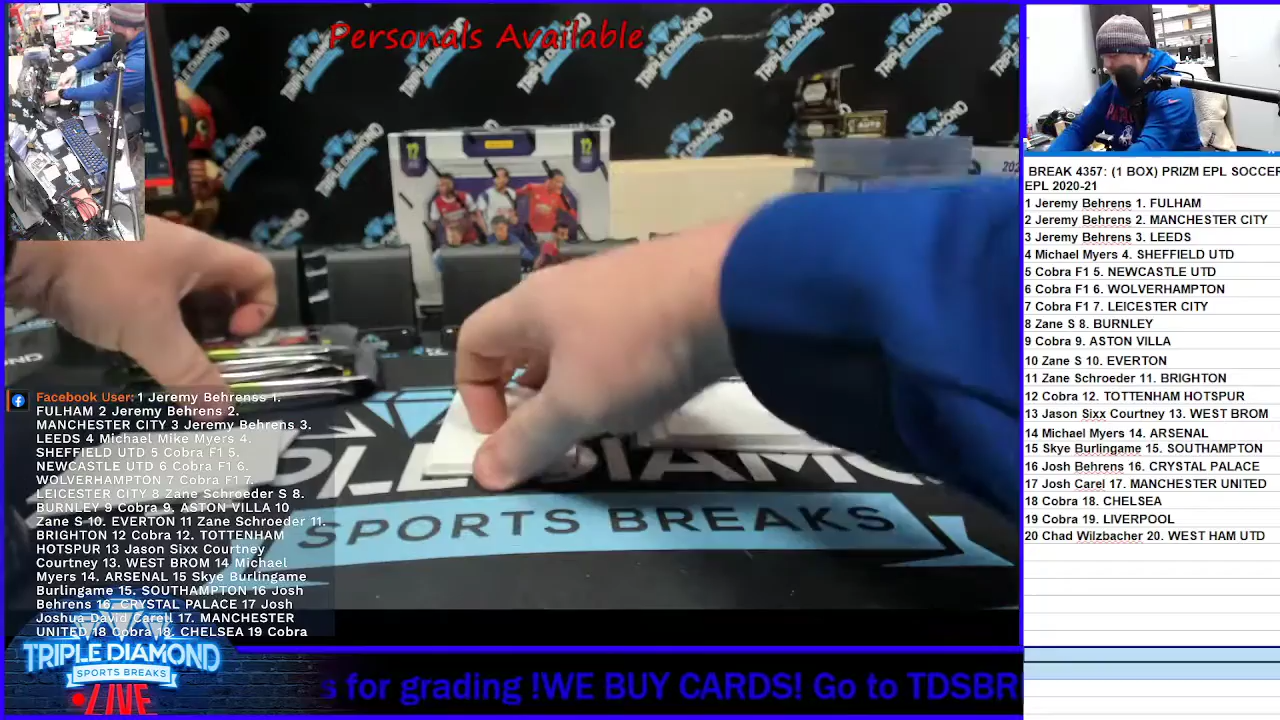 Personals Available
BREAK 4357: (1 BOX) PRIZM EPL SOCCER
EPL 2020-21
1 Jeremy Behrens 1. FULHAM
2 Jeremy Behrens 2. MANCHESTER CITY
3 Jeremy Behrens 3. LEEDS
4 Michael Myers 4. SHEFFIELD UTD
5 Cobra F1 5. NEWCASTLE UTD
6 Cobra F1 6. WOLVERHAMPTON
7 Cobra F1 7. LEICESTER CITY
8 Zane S 8. BURNLEY
9 Cobra 9. ASTON VILLA
10 Zane S 10. EVERTON
11 Zane Schroeder 11. BRIGHTON
12 Cobra 12. TOTTENHAM HOTSPUR
13 Jason Sixx Courtney 13. WEST BROM
14 Michael Myers 14. ARSENAL
15 Skye Burlingame 15. SOUTHAMPTON
16 Josh Behrens 16. CRYSTAL PALACE
17 Josh Carel 17. MANCHESTER UNITED
18 Cobra 18. CHELSEA
19 Cobra 19. LIVERPOOL
20 Chad Wilzbacher 20. WEST HAM UTD
Facebook User: 1 Jeremy Behrenss 1.
FULHAM 2 Jeremy Behrens 2.
MANCHESTER CITY 3 Jeremy Behrens 3.
LEEDS 4 Michael Mike Myers 4.
SHEFFIELD UTD 5 Cobra F1 5.
NEWCASTLE UTD 6 Cobra F1 6.
WOLVERHAMPTON 7 Cobra F1 7.
LEICESTER CITY 8 Zane Schroeder S 8.
BURNLEY 9 Cobra 9. ASTON VILLA 10
Zane S 10. EVERTON 11 Zane Schroeder 11.
BRIGHTON 12 Cobra 12. TOTTENHAM
HOTSPUR 13 Jason Sixx Courtney
Courtney 13. WEST BROM 14 Michael
Myers 14. ARSENAL 15 Skye Burlingame
Burlingame 15. SOUTHAMPTON 16 Josh
Behrens 16. CRYSTAL PALACE 17 Josh
Joshua David Carell 17. MANCHESTER
UNITED 18 Cobra 18. CHELSEA 19 Cobra
SPORTS BREAKS
TRIPLE DIAMOND
SPORTS BREAKS
LIVE
s for grading !WE BUY CARDS! Go to TDSBR
TRIPLE DIAMOND